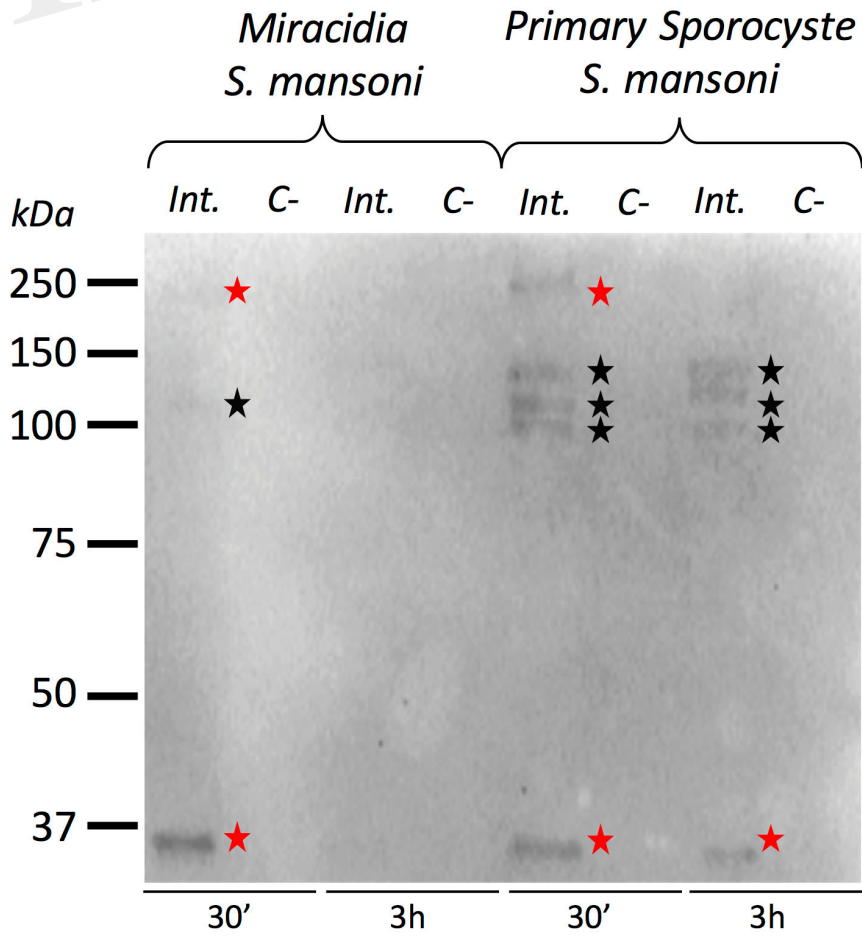 Miracidia
S. mansoni
Primary Sporocyste
S. mansoni
kDa
Int. C- Int. C- Int. C- Int. C-
250
150
100
75
50
37
30’ 3h 30’ 3h